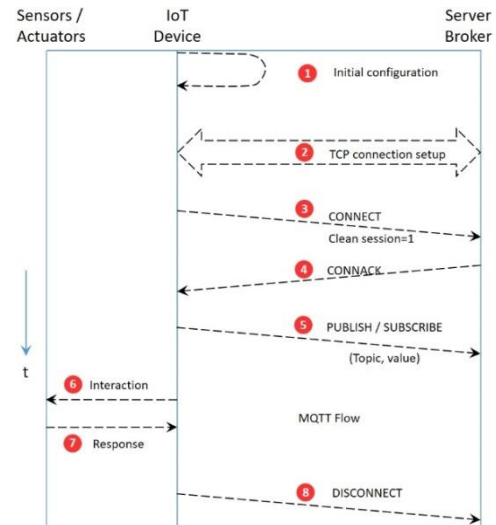 Sensors /
Actuators
IoT
Device
Server
Broker
1 Initial configuration
2 TCP connection setup
3 CONNECT
Clean session=1
4 CONNACK
5 PUBLISH / SUBSCRIBE
(Topic, value)
t
6 Interaction
MQTT Flow
7 Response
8 DISCONNECT